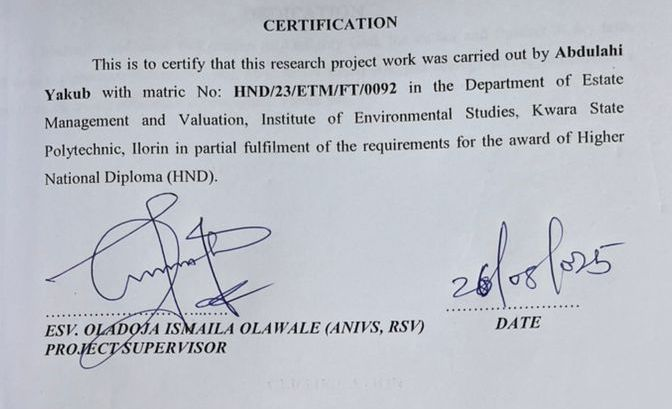 CERTIFICATION
This is to certify that this research project work was carried out by Abdulahi
Yakub with matric No: HND/23/ETM/FT/0092 in the Department of Estate
Management and Valuation, Institute of Environmental Studies, Kwara State
Polytechnic, Ilorin in partial fulfilment of the requirements for the award of Higher
National Diploma (HND).
ESV. OLADOJA ISMAILA OLAWALE (ANIVS, RSV)
PROJECT SUPERVISOR
DATE